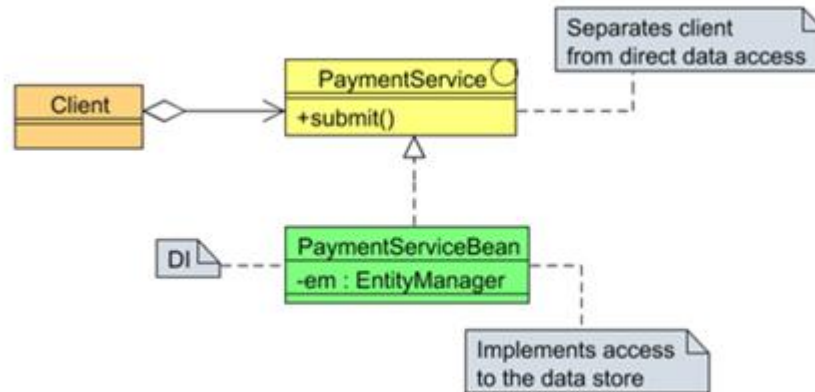 Separates client
from direct data access
PaymentService
+submit()
Client
PaymentServiceBean
-em : EntityManager
DI
Implements access
to the data store